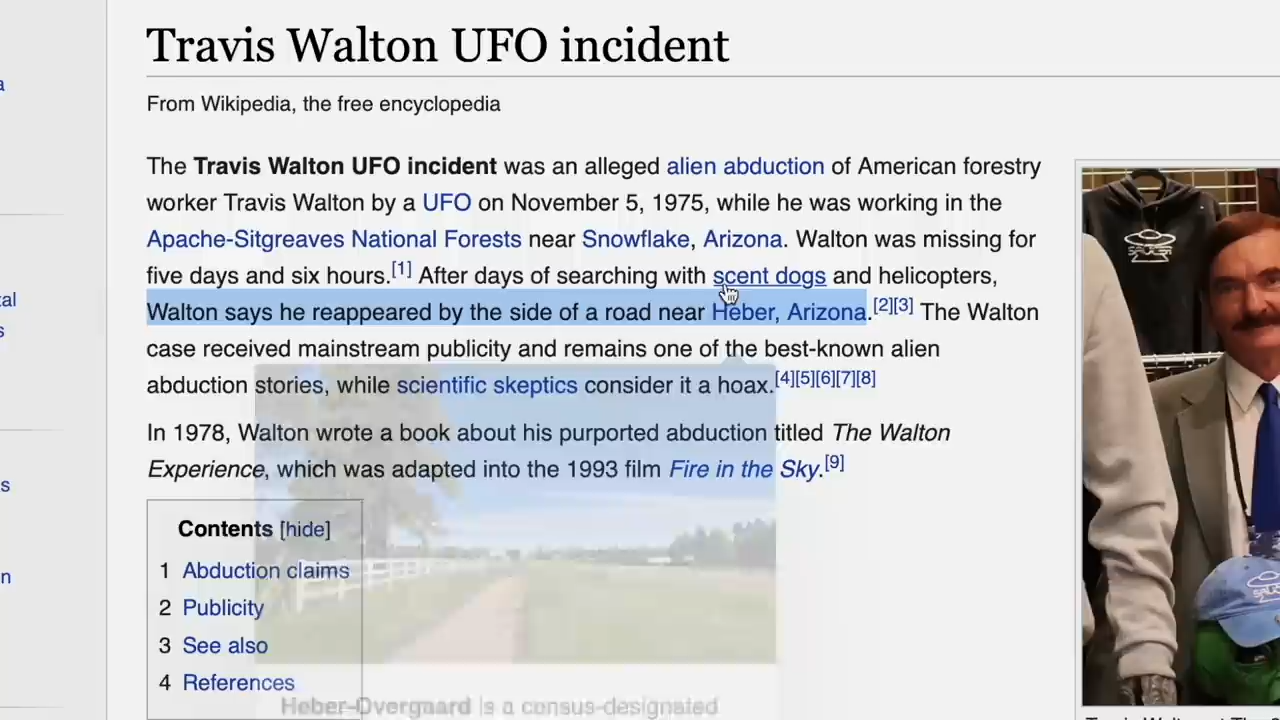 Travis Walton UFO incident
From Wikipedia, the free encyclopedia
The Travis Walton UFO incident was an alleged alien abduction of American forestry
worker Travis Walton by a UFO on November 5, 1975, while he was working in the
Apache-Sitgreaves National Forests near Snowflake, Arizona. Walton was missing for
five days and six hours.[1] After days of searching with scent dogs and helicopters,
Walton says he reappeared by the side of a road near Heber, Arizona.[2][3] The Walton
case received mainstream publicity and remains one of the best-known alien
abduction stories, while scientific skeptics consider it a hoax.[4][5][6][7][8]
In 1978, Walton wrote a book about his purported abduction titled The Walton
Experience, which was adapted into the 1993 film Fire in the Sky.[9]
Contents [hide]
1 Abduction claims
2 Publicity
3 See also
4 References
Heber-Overgaard is a census-designated